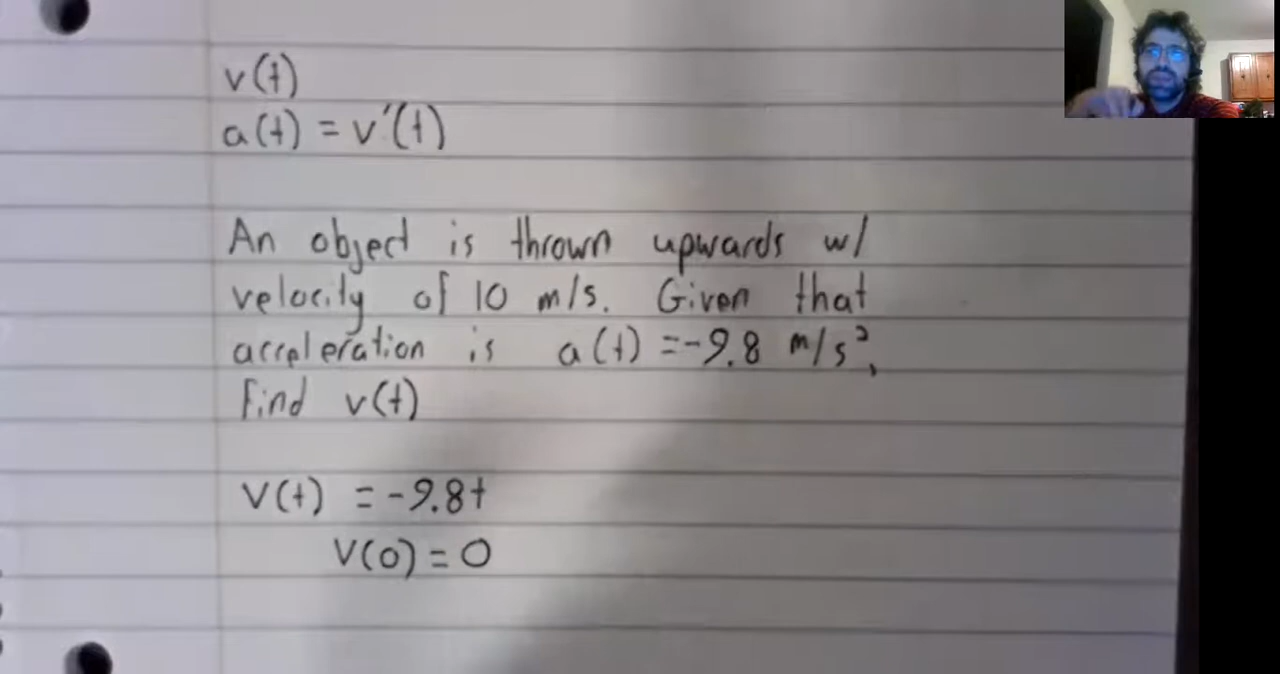 v(t)
a(t) = v'(t)
An object is thrown upwards w/
velocity of 10 m/s. Given that
acceleration is a(t) = -9.8 m/s²,
Find v(t)
v(t) = -9.8t
v(0) = 0